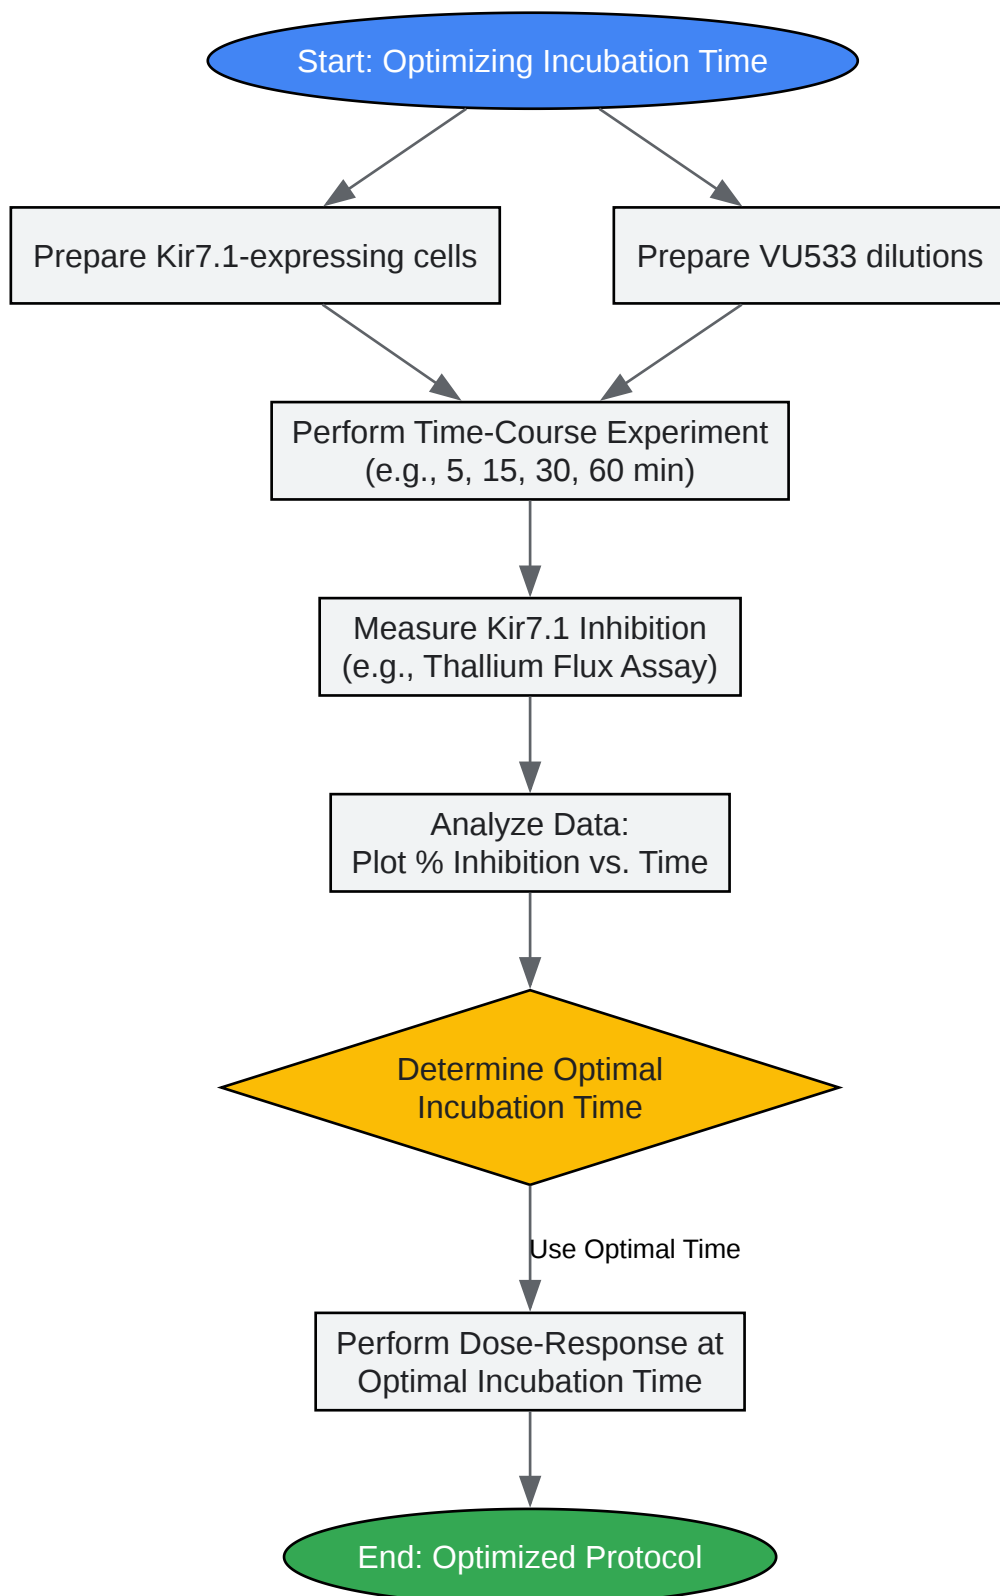 Start: Optimizing Incubation Time
Prepare Kir7.1-expressing cells
Prepare VU533 dilutions
Perform Time-Course Experiment
(e.g., 5, 15, 30, 60 min)
Measure Kir7.1 Inhibition
(e.g., Thallium Flux Assay)
Analyze Data:
Plot % Inhibition vs. Time
Determine Optimal
Incubation Time
Use Optimal Time
Perform Dose-Response at
Optimal Incubation Time
End: Optimized Protocol